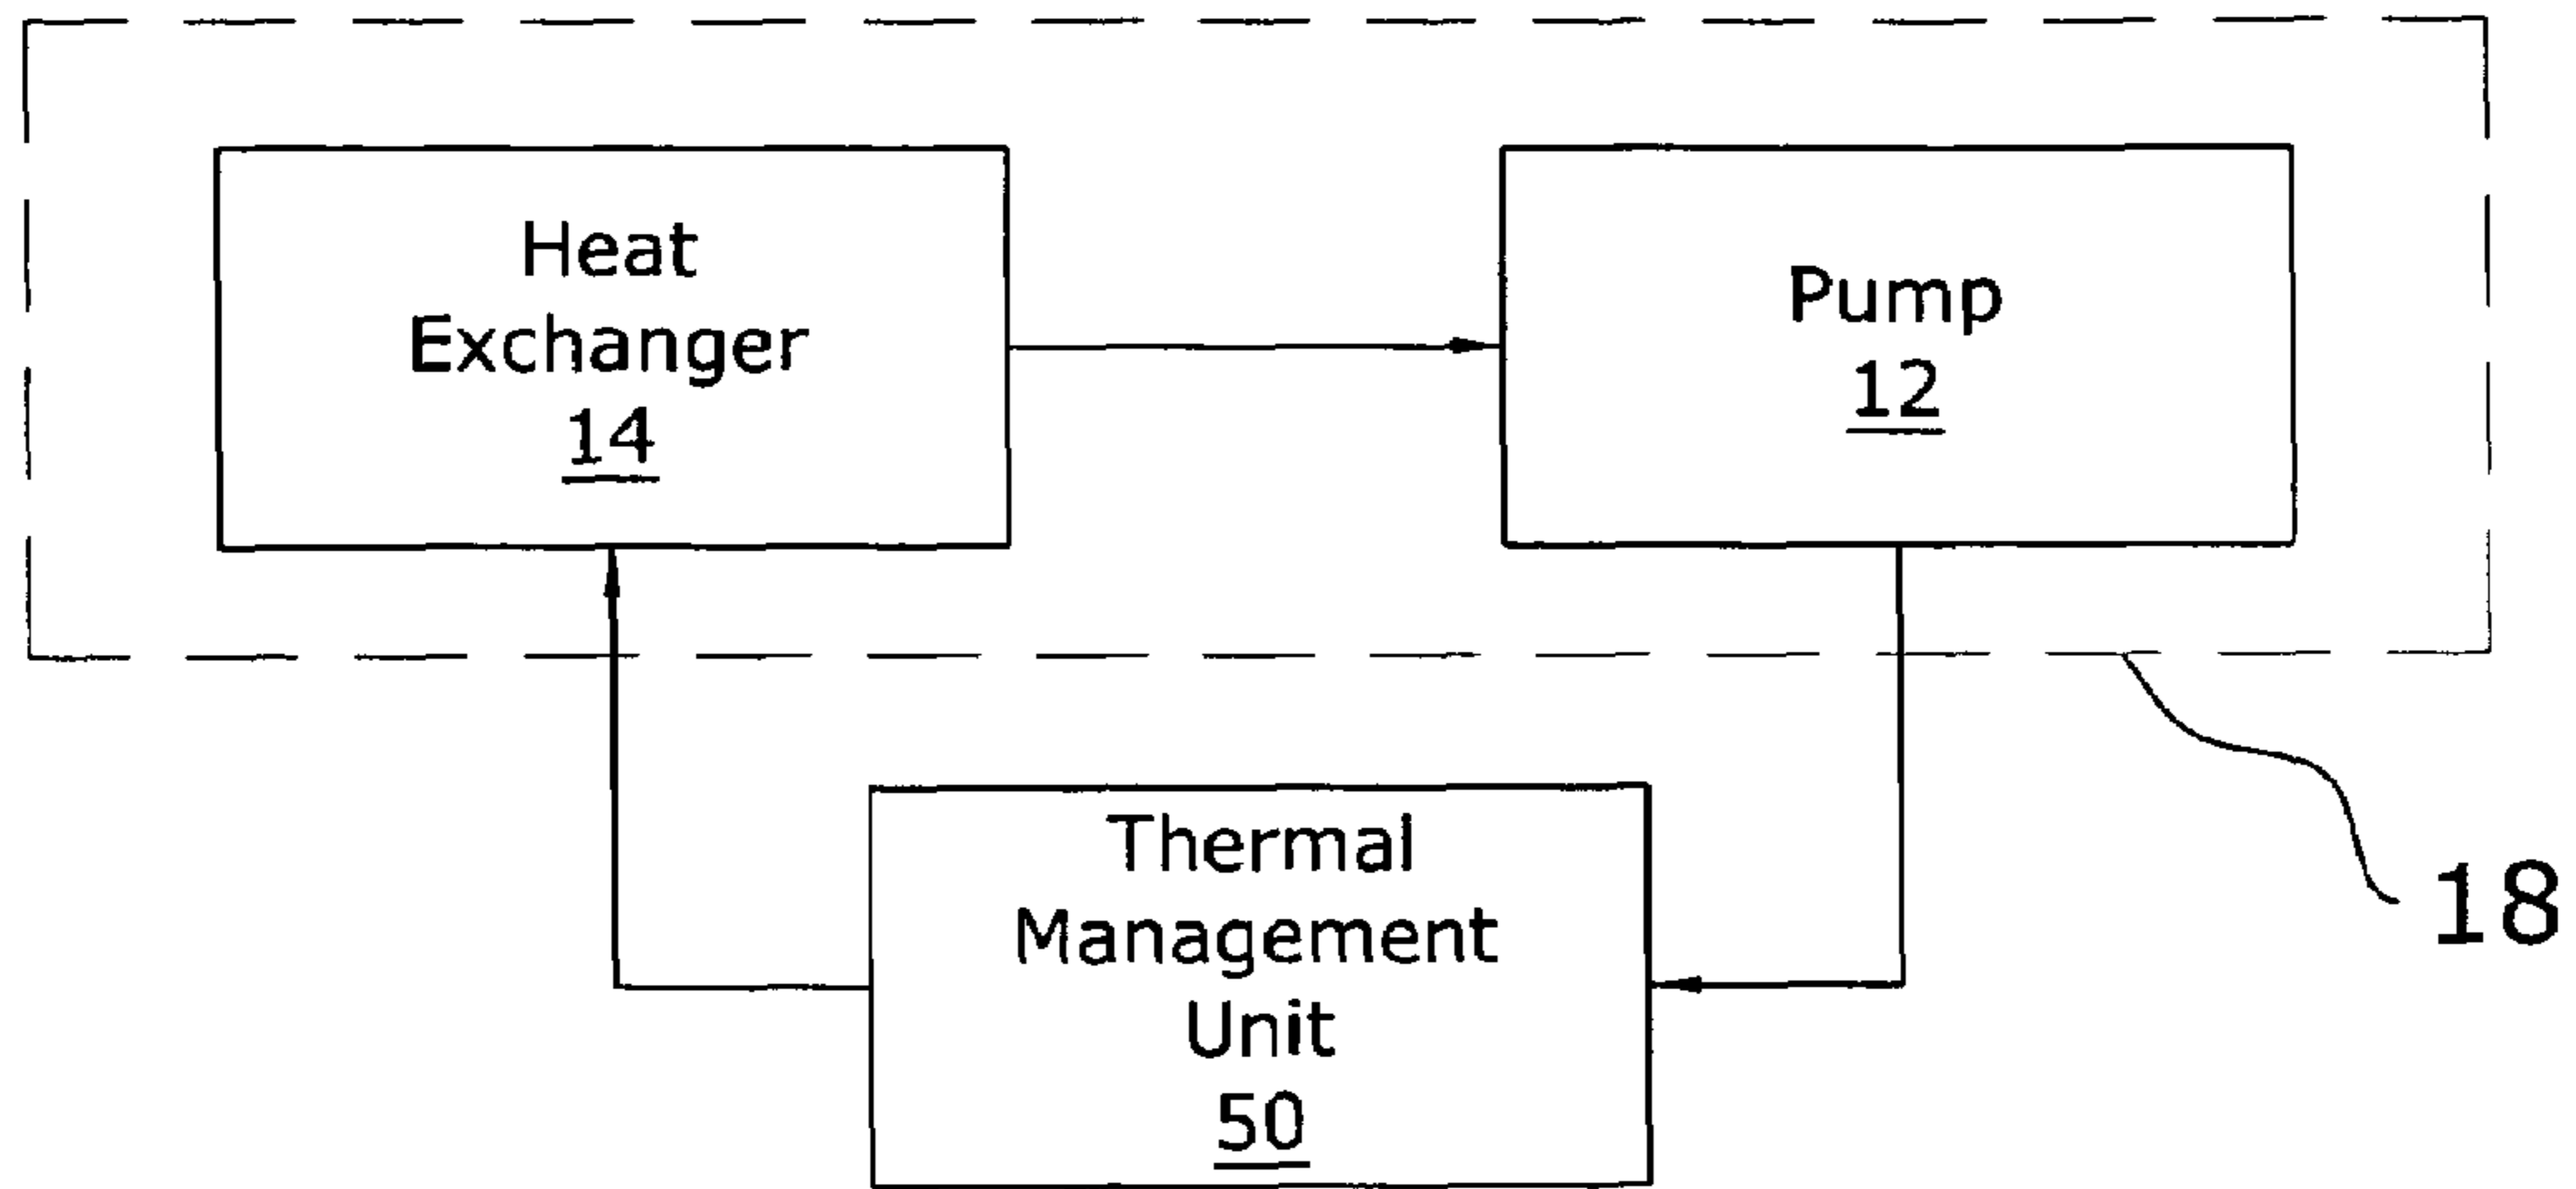 Heat
Exchanger
14
Pump
12
Thermal
Management
Unit
50
18